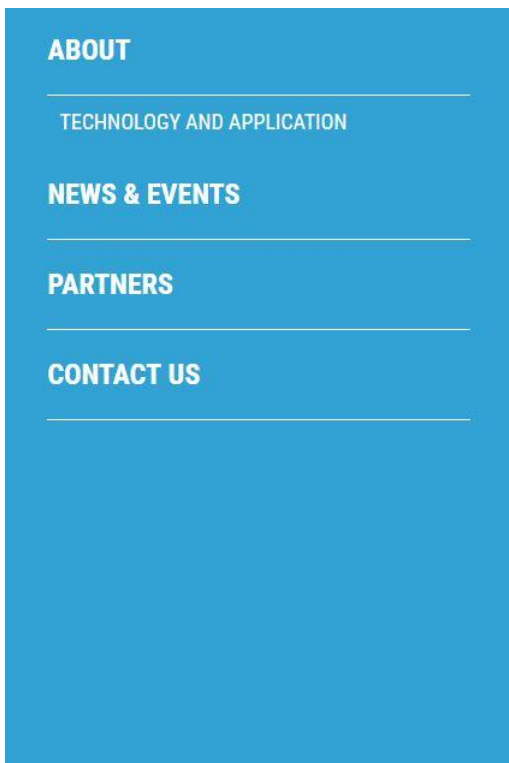 ABOUT
TECHNOLOGY AND APPLICATION
NEWS & EVENTS
PARTNERS
CONTACT US